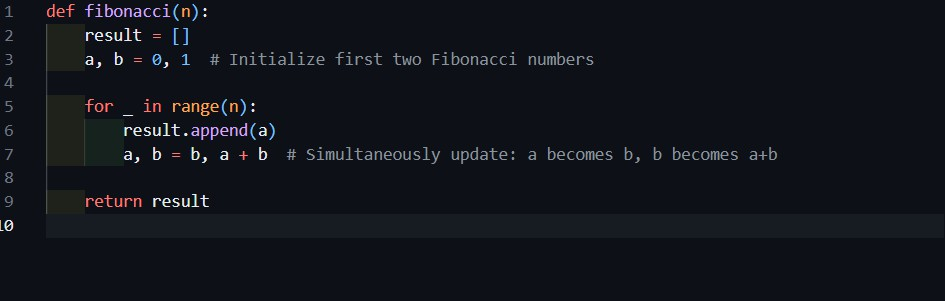 1 def fibonacci(n):
2     result = []
3     a, b = 0, 1  # Initialize first two Fibonacci numbers
4
5     for _ in range(n):
6         result.append(a)
7         a, b = b, a + b  # Simultaneously update: a becomes b, b becomes a+b
8
9     return result
10